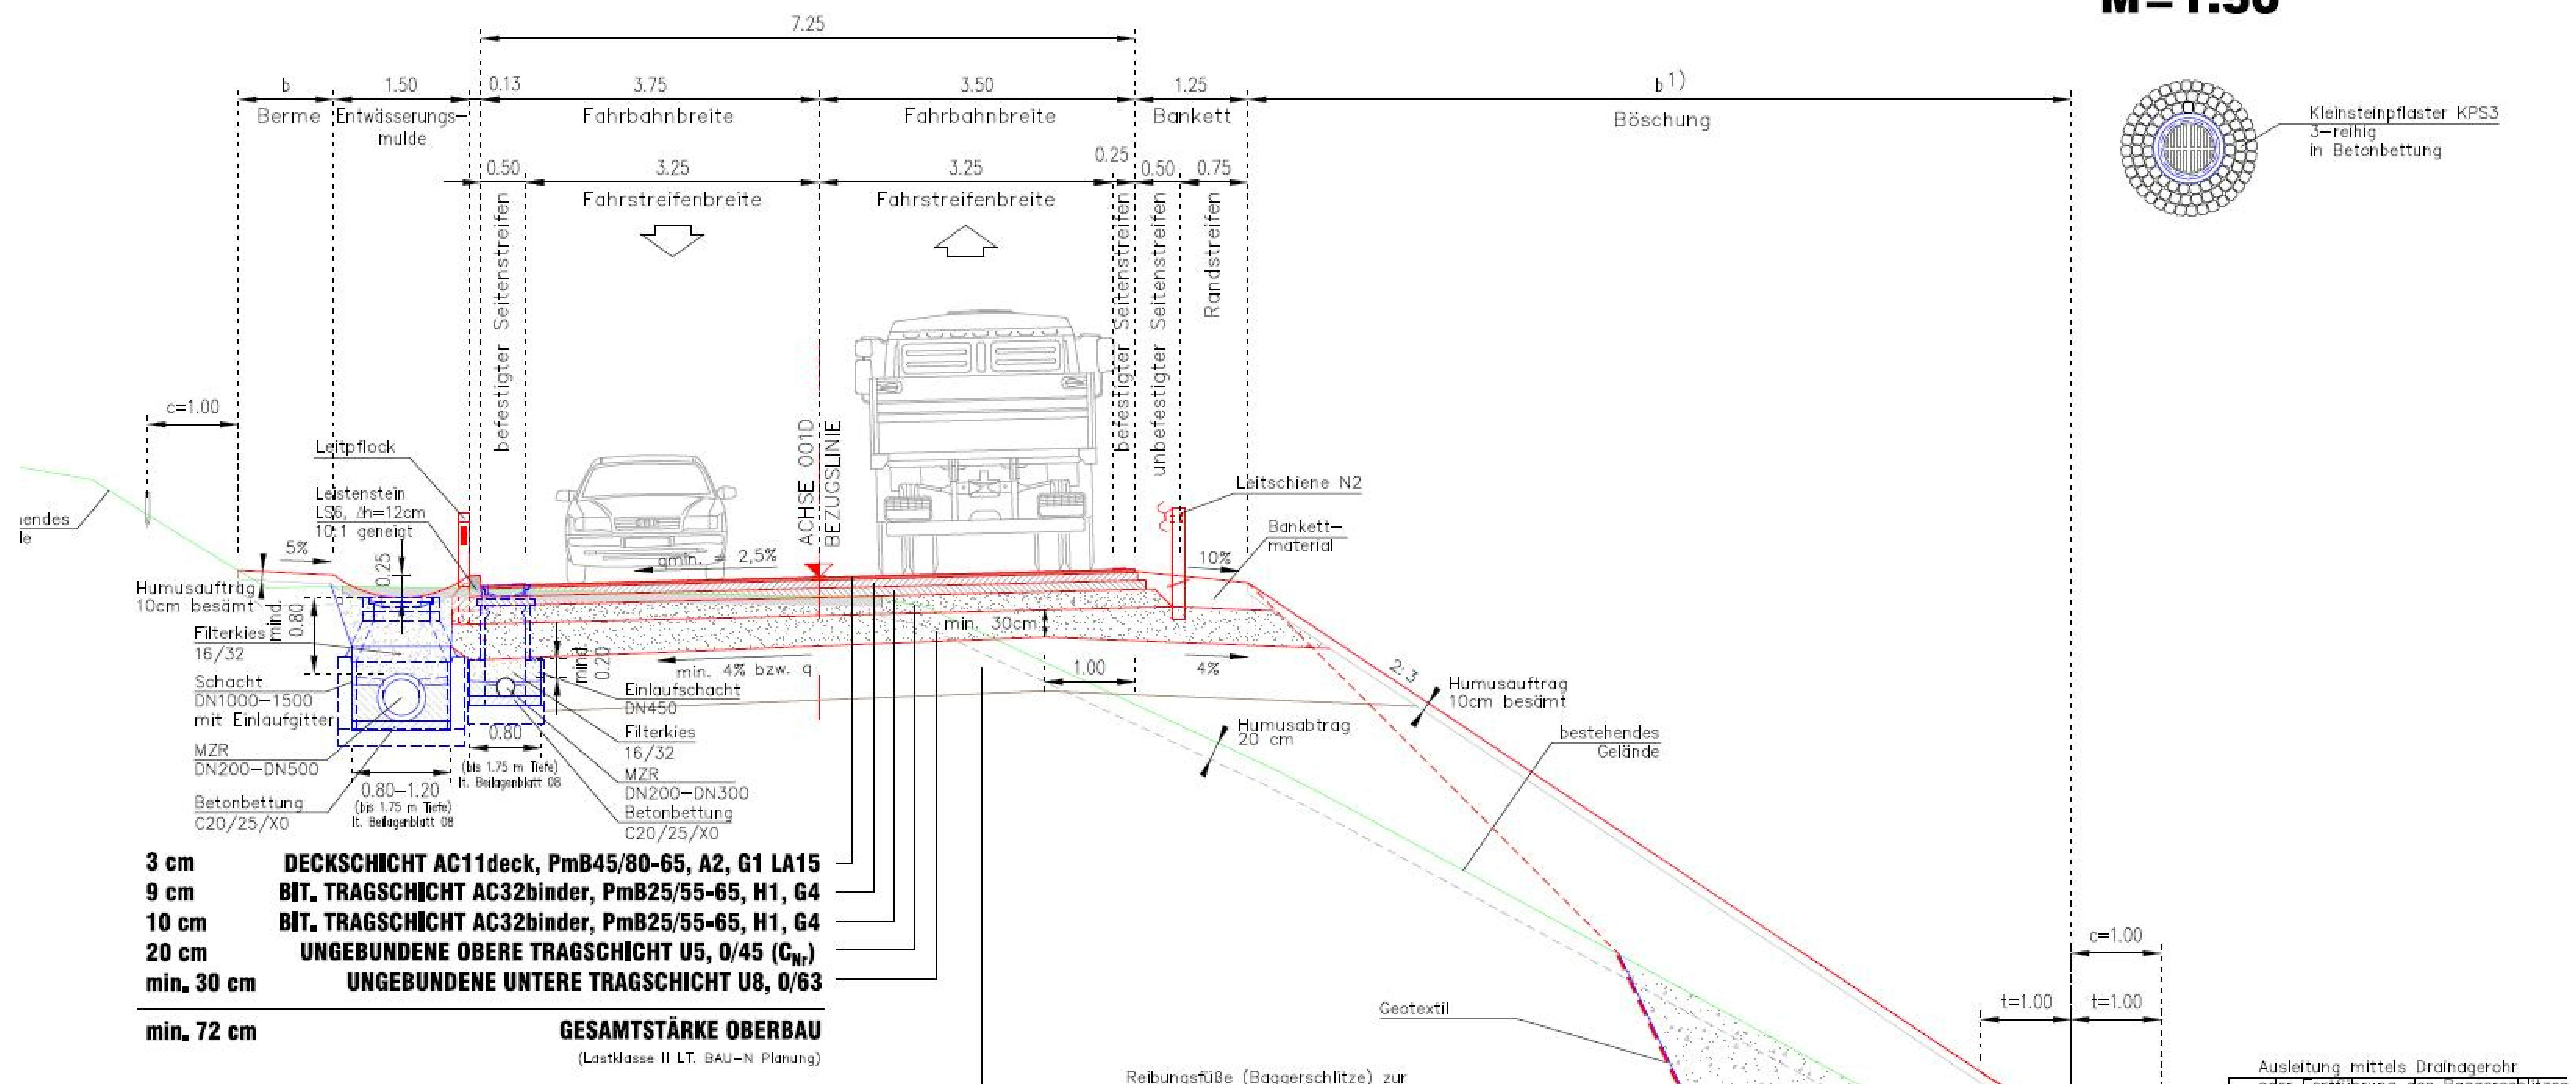 M=1:50
7.25
b
1.50
0.13
3.75
3.50
1.25
b 1)
Berme
Entwässerungs-
mulde
Fahrbahnbreite
Fahrbahnbreite
Bankett
Böschung
Kleinsteinpflaster KPS3
3-reihig
in Betonbettung
0.50
3.25
3.25
0.25
0.50
0.75
Fahrstreifenbreite
Fahrstreifenbreite
befestigter Seitenstreifen
befestigter Seitenstreifen
unbefestigter Seitenstreifen
Randstreifen
c=1.00
Leitpflock
Leistenstein
LS6, Δh=12cm
10:1 geneigt
ACHSE 001D
BEZUGSLINIE
Leitschiene N2
Bankett-
material
5%
0.25
qmin. = 2,5%
10%
Humusauftrag
10cm besämt
mind.
0.80
Filterkies
16/32
min. 30cm
mind
0.20
min. 4% bzw. q
1.00
4%
2:3
Schacht
DN1000-1500
mit Einlaufgitter
Einlaufschacht
DN450
Humusauftrag
10cm besämt
Humusabtrag
20 cm
bestehendes
Gelände
MZR
DN200-DN500
0.80
(bis 1.75 m Tiefe)
lt. Beilagenblatt 08
Filterkies
16/32
MZR
DN200-DN300
Betonbettung
C20/25/X0
0.80-1.20
(bis 1.75 m Tiefe)
lt. Beilagenblatt 08
Betonbettung
C20/25/X0
3 cm DECKSCHICHT AC11deck, PmB45/80-65, A2, G1 LA15
9 cm BIT. TRAGSCHICHT AC32binder, PmB25/55-65, H1, G4
10 cm BIT. TRAGSCHICHT AC32binder, PmB25/55-65, H1, G4
20 cm UNGEBUNDENE OBERE TRAGSCHICHT U5, 0/45 (CNr)
min. 30 cm UNGEBUNDENE UNTERE TRAGSCHICHT U8, 0/63
min. 72 cm GESAMTSTÄRKE OBERBAU
(Lastklasse II LT. BAU-N Planung)
c=1.00
t=1.00
t=1.00
Geotextil
Reibungsfüße (Baggerschlitze) zur
Ausleitung mittels Drainagerohr